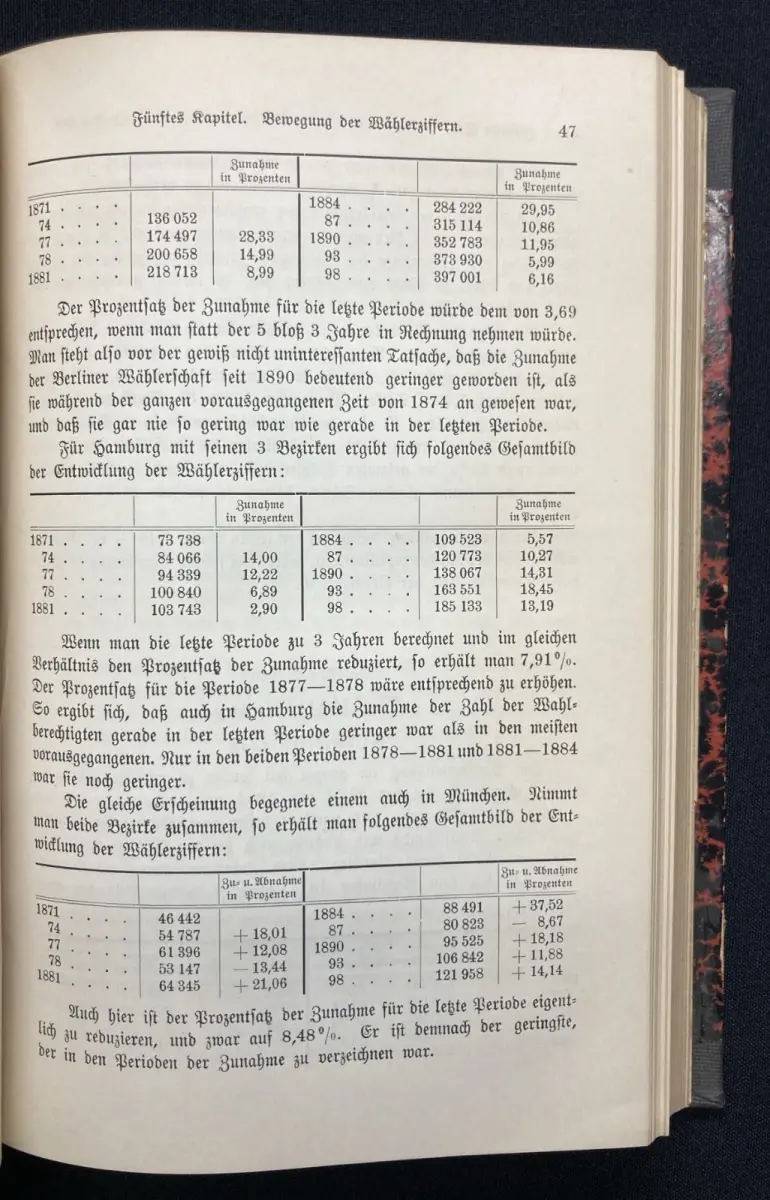 Fünftes Kapitel. Bewegung der Wählerziffern. 47
Zunahme in Prozenten Zunahme in Prozenten
1871 . . . . 1884 . . . . 284 222 29,95
74 . . . . 136 052 87 . . . . 315 114 10,86
77 . . . . 174 497 28,33 1890 . . . . 352 783 11,95
78 . . . . 200 658 14,99 93 . . . . 373 930 5,99
1881 . . . . 218 713 8,99 98 . . . . 397 001 6,16
Der Prozentsatz der Zunahme für die letzte Periode würde dem von 3,69
entsprechen, wenn man statt der 5 bloß 3 Jahre in Rechnung nehmen würde.
Man steht also vor der gewiß nicht uninteressanten Tatsache, daß die Zunahme
der Berliner Wählerschaft seit 1890 bedeutend geringer geworden ist, als
sie während der ganzen vorausgegangenen Zeit von 1874 an gewesen war,
und daß sie gar nie so gering war wie gerade in der letzten Periode.
Für Hamburg mit seinen 3 Bezirken ergibt sich folgendes Gesamtbild
der Entwicklung der Wählerziffern:
Zunahme in Prozenten Zunahme in Prozenten
1871 . . . . 73 738 1884 . . . . 109 523 5,57
74 . . . . 84 066 14,00 87 . . . . 120 773 10,27
77 . . . . 94 339 12,22 1890 . . . . 138 067 14,31
78 . . . . 100 840 6,89 93 . . . . 163 551 18,45
1881 . . . . 103 743 2,90 98 . . . . 185 133 13,19
Wenn man die letzte Periode zu 3 Jahren berechnet und im gleichen
Verhältnis den Prozentsatz der Zunahme reduziert, so erhält man 7,91%.
Der Prozentsatz für die Periode 1877—1878 wäre entsprechend zu erhöhen.
So ergibt sich, daß auch in Hamburg die Zunahme der Zahl der Wahl-
berechtigten gerade in der letzten Periode geringer war als in den meisten
vorausgegangenen. Nur in den beiden Perioden 1878—1881 und 1881—1884
war sie noch geringer.
Die gleiche Erscheinung begegnete einem auch in München. Nimmt
man beide Bezirke zusammen, so erhält man folgendes Gesamtbild der Ent-
wicklung der Wählerziffern:
Zu- u. Abnahme in Prozenten Zu- u. Abnahme in Prozenten
1871 . . . . 46 442 1884 . . . . 88 491 + 37,52
74 . . . . 54 787 + 18,01 87 . . . . 80 823 — 8,67
77 . . . . 61 396 + 12,08 1890 . . . . 95 525 + 18,18
78 . . . . 53 147 — 13,44 93 . . . . 106 842 + 11,88
1881 . . . . 64 345 + 21,06 98 . . . . 121 958 + 14,14
Auch hier ist der Prozentsatz der Zunahme für die letzte Periode eigent-
lich zu reduzieren, und zwar auf 8,48%. Er ist demnach der geringste,
der in den Perioden der Zunahme zu verzeichnen war.